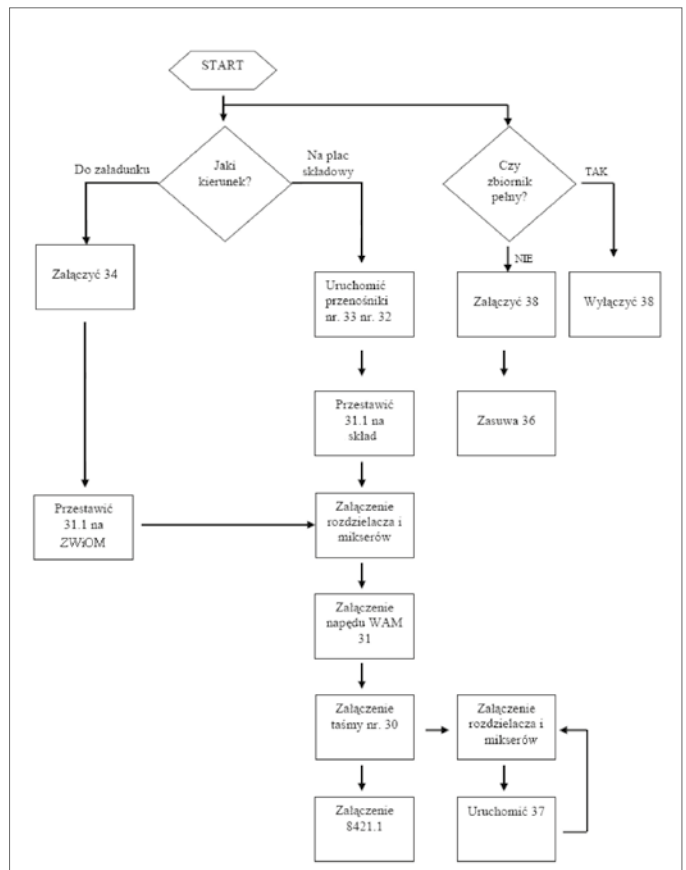 START
Jaki
kierunek?
Do załadunku
Na plac
składowy
Czy
zbiornik
pełny?
TAK
NIE
Załączyć 34
Uruchomić
przenośniki
nr. 33 nr. 32
Załączyć 38
Wyłączyć 38
Przestawić
31.1 na
skład
Zasuwa 36
Przestawić
31.1 na
ZWiOM
Załączenie
rozdzielacza i
mikserów
Załączenie
napędu WAM
31
Załączenie
taśmy nr. 30
Załączenie
rozdzielacza i
mikserów
Załączenie
8421.1
Uruchomić 37